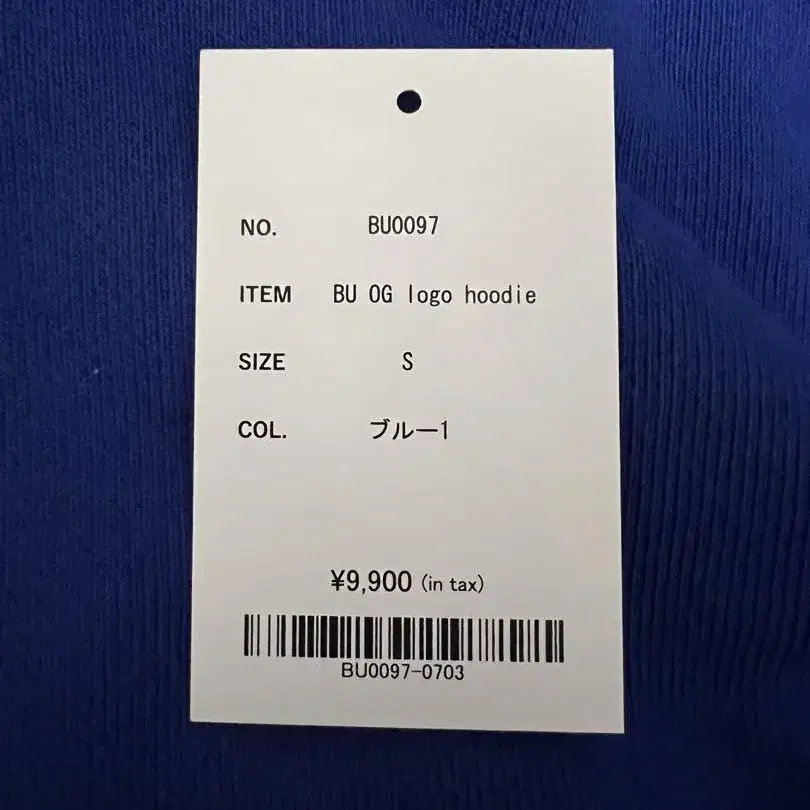 NO. BU0097
ITEM BU OG logo hoodie
SIZE S
COL. ブルー1
¥9,900 (in tax)
BU0097-0703